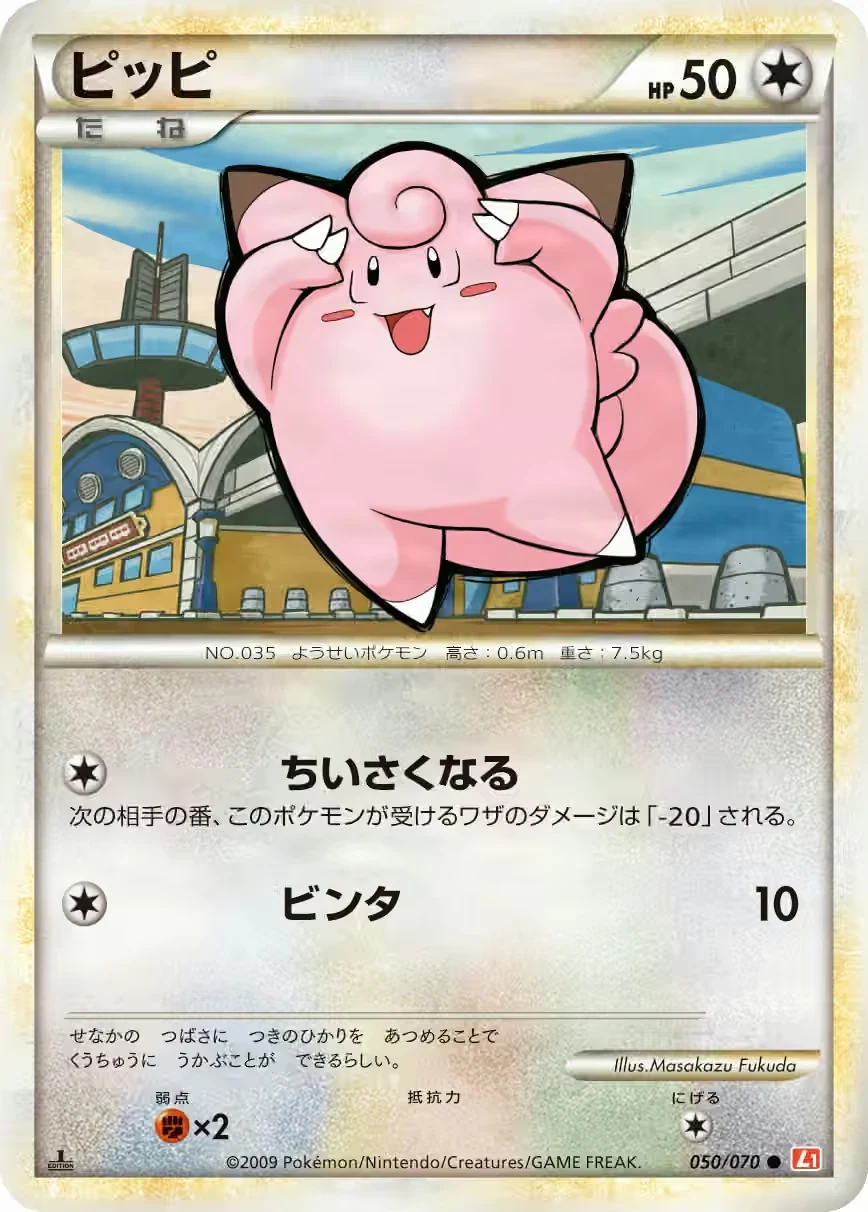 ピッピ
HP 50
たね
NO.035 ようせいポケモン 高さ：0.6m 重さ：7.5kg
ちいさくなる
次の相手の番、このポケモンが受けるワザのダメージは「-20」される。
ビンタ 10
せなかの つばさに つきのひかりを あつめることで
くうちゅうに うかぶことが できるらしい。
Illus.Masakazu Fukuda
弱点 抵抗力 にげる
×2
1 EDITION
©2009 Pokémon/Nintendo/Creatures/GAME FREAK.
050/070 ● L1